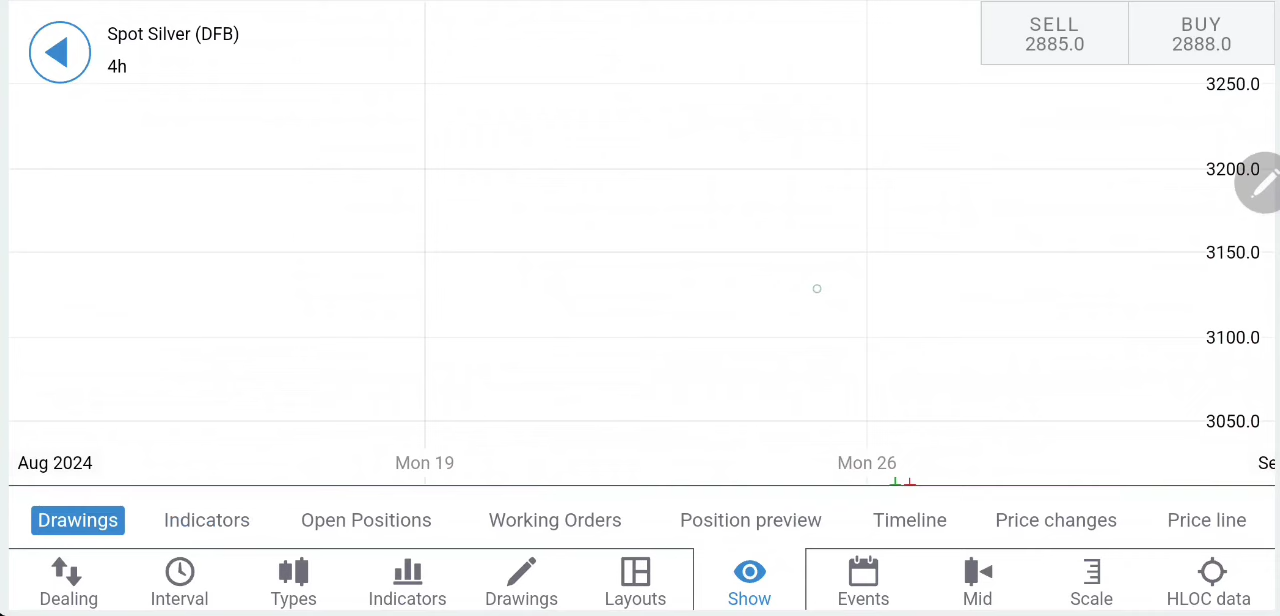 Spot Silver (DFB)
4h
SELL
2885.0
BUY
2888.0
3250.0
3200.0
3150.0
3100.0
3050.0
Aug 2024 Mon 19 Mon 26
Drawings Indicators Open Positions Working Orders Position preview Timeline Price changes Price line
Dealing Interval Types Indicators Drawings Layouts Show Events Mid Scale HLOC data